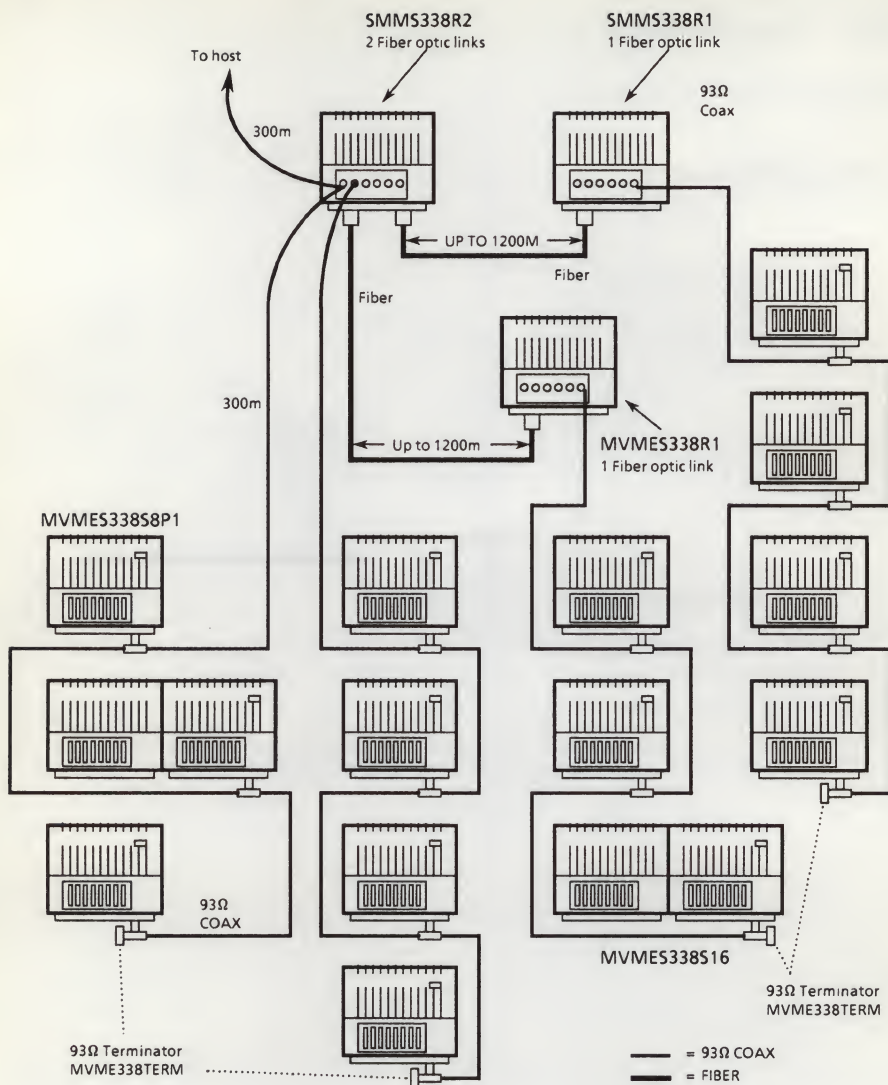 SMMS338R2
2 Fiber optic links
SMMS338R1
1 Fiber optic link
To host
93Ω
Coax
300m
UP TO 1200M
Fiber
Fiber
300m
Up to 1200m
MVMES338R1
1 Fiber optic link
MVMES338S8P1
93Ω
COAX
MVMES338S16
93Ω Terminator
MVME338TERM
93Ω Terminator
MVME338TERM
= 93Ω COAX
= FIBER